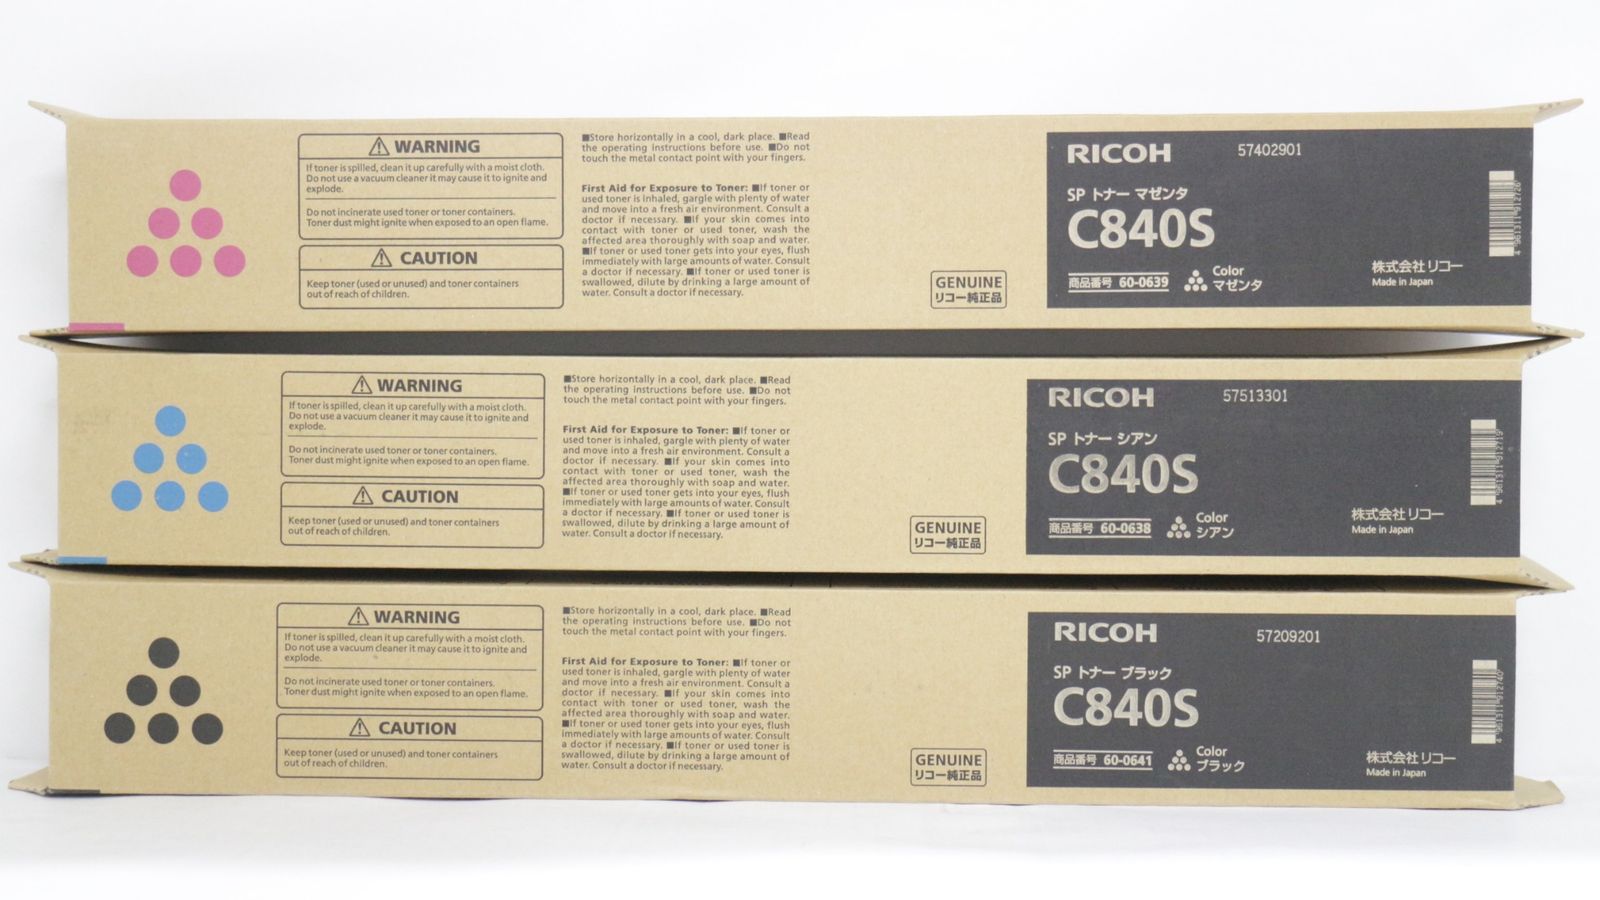 WARNING
If toner is spilled, clean it up carefully with a moist cloth.
Do not use a vacuum cleaner it may cause it to ignite and
explode.
Do not incinerate used toner or toner containers.
Toner dust might ignite when exposed to an open flame.
CAUTION
Keep toner (used or unused) and toner containers
out of reach of children.
■Store horizontally in a cool, dark place. ■Read
the operating instructions before use. ■Do not
touch the metal contact point with your fingers.
First Aid for Exposure to Toner: ■If toner or
used toner is inhaled, gargle with plenty of water
and move into a fresh air environment. Consult a
doctor if necessary. ■If your skin comes into
contact with toner or used toner, wash the
affected area thoroughly with soap and water.
■If toner or used toner gets into your eyes, flush
immediately with large amounts of water. Consult
a doctor if necessary. ■If toner or used toner is
swallowed, dilute by drinking a large amount of
water. Consult a doctor if necessary.
GENUINE
リコー純正品
RICOH
57402901
SP トナー マゼンタ
C840S
商品番号 60-0639
Color
マゼンタ
株式会社リコー
Made in Japan
4 961311 912726
WARNING
If toner is spilled, clean it up carefully with a moist cloth.
Do not use a vacuum cleaner it may cause it to ignite and
explode.
Do not incinerate used toner or toner containers.
Toner dust might ignite when exposed to an open flame.
CAUTION
Keep toner (used or unused) and toner containers
out of reach of children.
■Store horizontally in a cool, dark place. ■Read
the operating instructions before use. ■Do not
touch the metal contact point with your fingers.
First Aid for Exposure to Toner: ■If toner or
used toner is inhaled, gargle with plenty of water
and move into a fresh air environment. Consult a
doctor if necessary. ■If your skin comes into
contact with toner or used toner, wash the
affected area thoroughly with soap and water.
■If toner or used toner gets into your eyes, flush
immediately with large amounts of water. Consult
a doctor if necessary. ■If toner or used toner is
swallowed, dilute by drinking a large amount of
water. Consult a doctor if necessary.
GENUINE
リコー純正品
RICOH
57513301
SP トナー シアン
C840S
商品番号 60-0638
Color
シアン
株式会社リコー
Made in Japan
4 961311 912719
WARNING
If toner is spilled, clean it up carefully with a moist cloth.
Do not use a vacuum cleaner it may cause it to ignite and
explode.
Do not incinerate used toner or toner containers.
Toner dust might ignite when exposed to an open flame.
CAUTION
Keep toner (used or unused) and toner containers
out of reach of children.
■Store horizontally in a cool, dark place. ■Read
the operating instructions before use. ■Do not
touch the metal contact point with your fingers.
First Aid for Exposure to Toner: ■If toner or
used toner is inhaled, gargle with plenty of water
and move into a fresh air environment. Consult a
doctor if necessary. ■If your skin comes into
contact with toner or used toner, wash the
affected area thoroughly with soap and water.
■If toner or used toner gets into your eyes, flush
immediately with large amounts of water. Consult
a doctor if necessary. ■If toner or used toner is
swallowed, dilute by drinking a large amount of
water. Consult a doctor if necessary.
GENUINE
リコー純正品
RICOH
57209201
SP トナー ブラック
C840S
商品番号 60-0641
Color
ブラック
株式会社リコー
Made in Japan
4 961311 912740